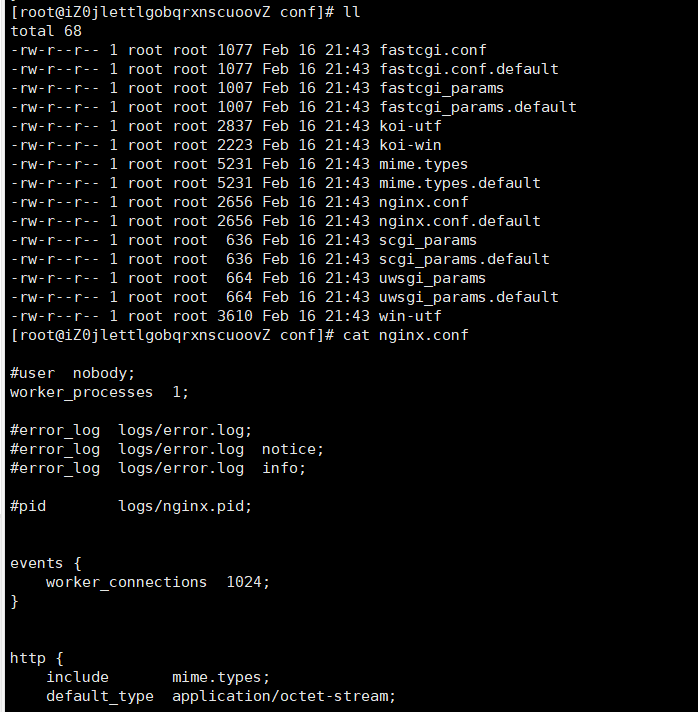 [root@iZ0jlettlgobqrxnscuoovZ conf]# ll
total 68
-rw-r--r-- 1 root root 1077 Feb 16 21:43 fastcgi.conf
-rw-r--r-- 1 root root 1077 Feb 16 21:43 fastcgi.conf.default
-rw-r--r-- 1 root root 1007 Feb 16 21:43 fastcgi_params
-rw-r--r-- 1 root root 1007 Feb 16 21:43 fastcgi_params.default
-rw-r--r-- 1 root root 2837 Feb 16 21:43 koi-utf
-rw-r--r-- 1 root root 2223 Feb 16 21:43 koi-win
-rw-r--r-- 1 root root 5231 Feb 16 21:43 mime.types
-rw-r--r-- 1 root root 5231 Feb 16 21:43 mime.types.default
-rw-r--r-- 1 root root 2656 Feb 16 21:43 nginx.conf
-rw-r--r-- 1 root root 2656 Feb 16 21:43 nginx.conf.default
-rw-r--r-- 1 root root  636 Feb 16 21:43 scgi_params
-rw-r--r-- 1 root root  636 Feb 16 21:43 scgi_params.default
-rw-r--r-- 1 root root  664 Feb 16 21:43 uwsgi_params
-rw-r--r-- 1 root root  664 Feb 16 21:43 uwsgi_params.default
-rw-r--r-- 1 root root 3610 Feb 16 21:43 win-utf
[root@iZ0jlettlgobqrxnscuoovZ conf]# cat nginx.conf

#user  nobody;
worker_processes  1;

#error_log  logs/error.log;
#error_log  logs/error.log  notice;
#error_log  logs/error.log  info;

#pid        logs/nginx.pid;


events {
    worker_connections  1024;
}


http {
    include       mime.types;
    default_type  application/octet-stream;